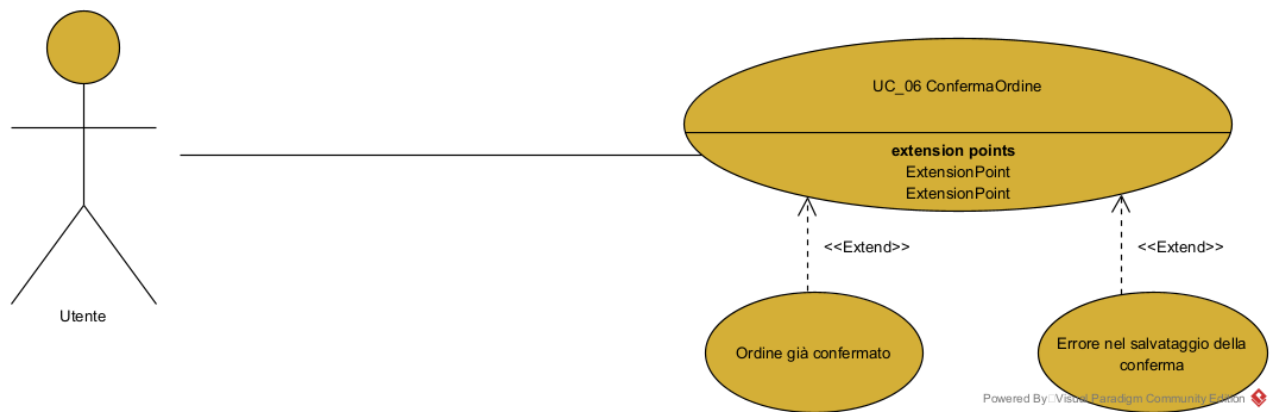 UC_06 ConfermaOrdine
extension points
ExtensionPoint
ExtensionPoint
<<Extend>>
<<Extend>>
Utente
Ordine già confermato
Errore nel salvataggio della
conferma
Powered By Visual Paradigm Community Edition